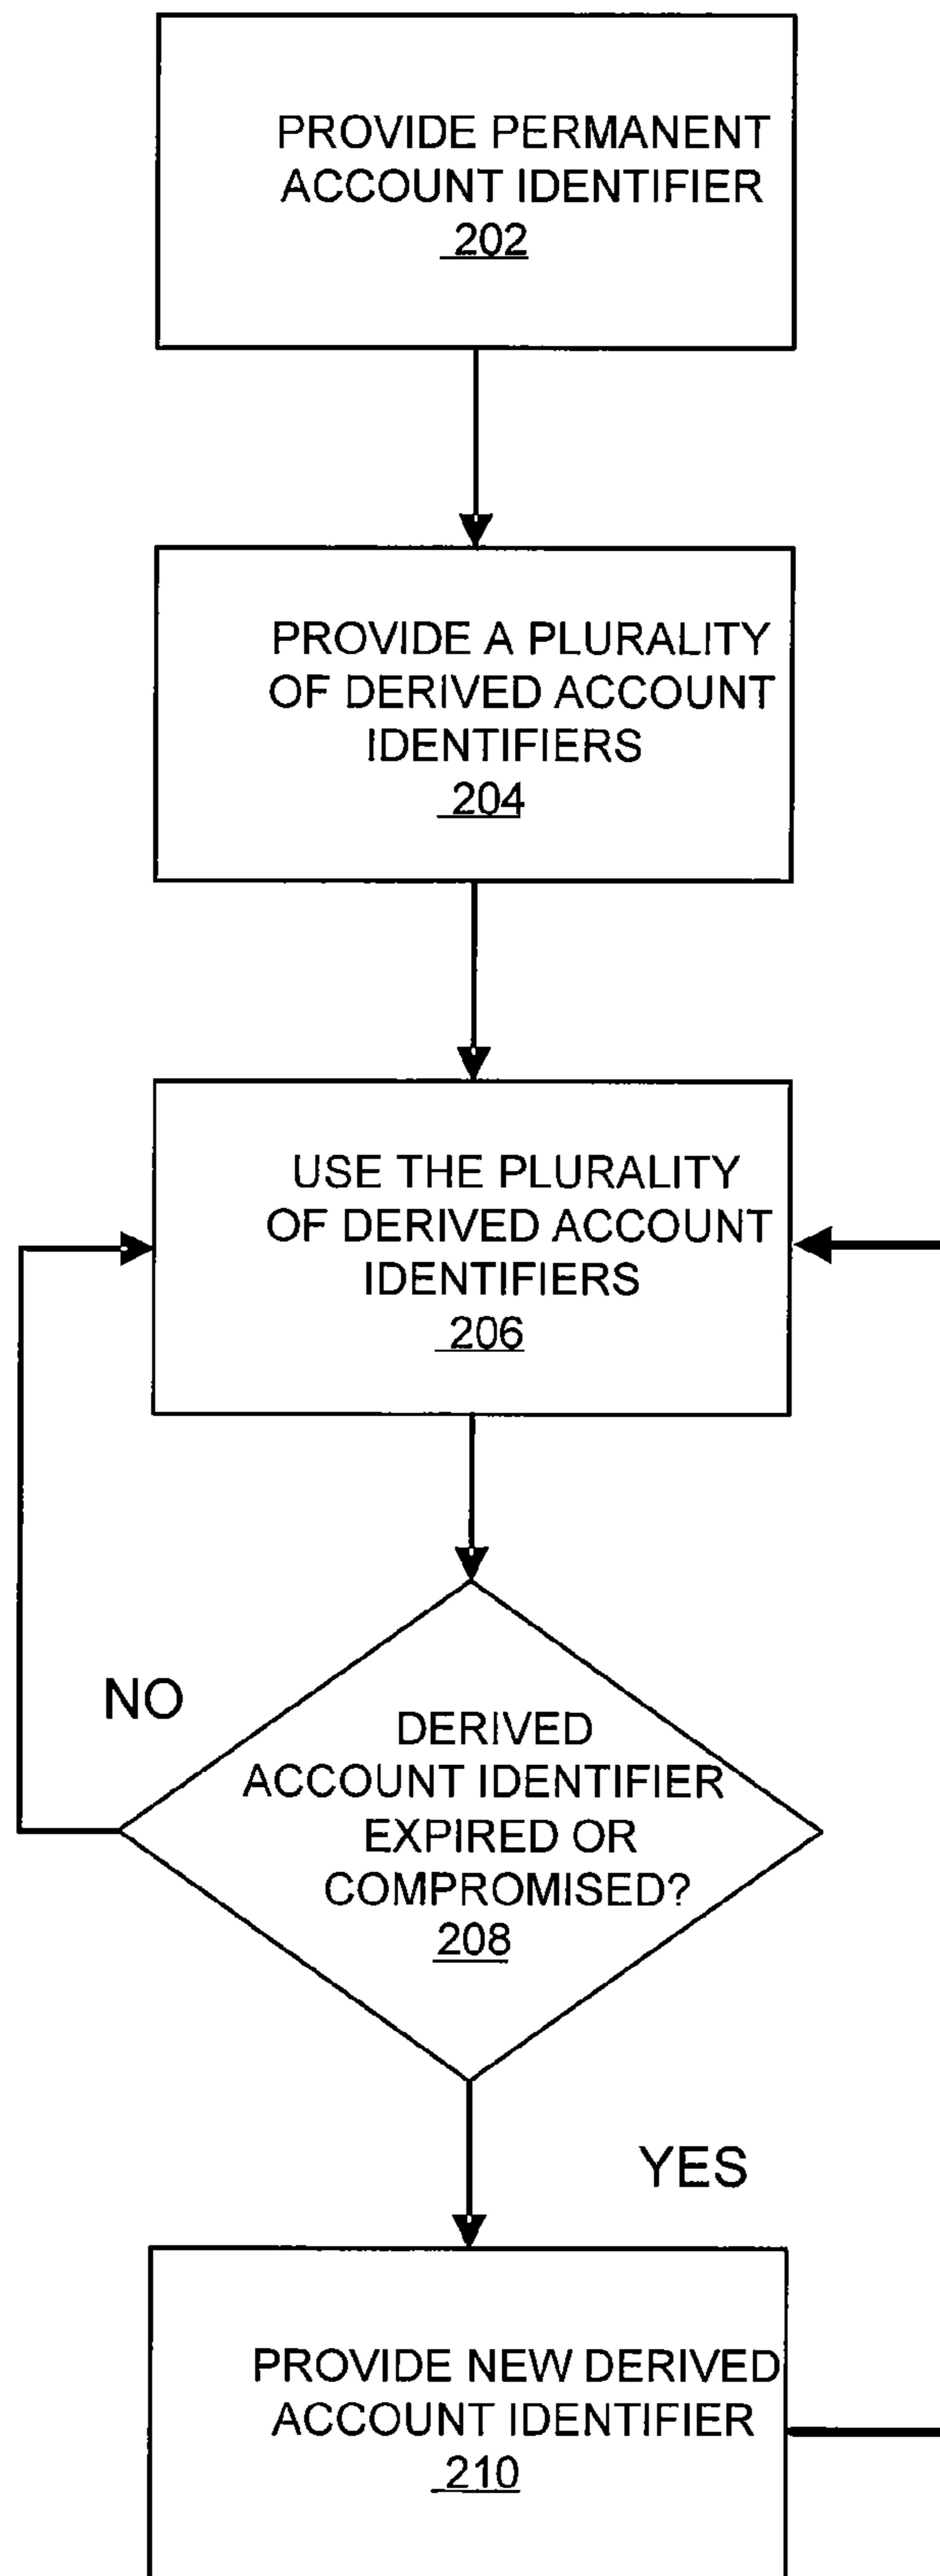 PROVIDE PERMANENT
ACCOUNT IDENTIFIER
202
PROVIDE A PLURALITY
OF DERIVED ACCOUNT
IDENTIFIERS
204
USE THE PLURALITY
OF DERIVED ACCOUNT
IDENTIFIERS
206
NO
DERIVED
ACCOUNT IDENTIFIER
EXPIRED OR
COMPROMISED?
208
YES
PROVIDE NEW DERIVED
ACCOUNT IDENTIFIER
210